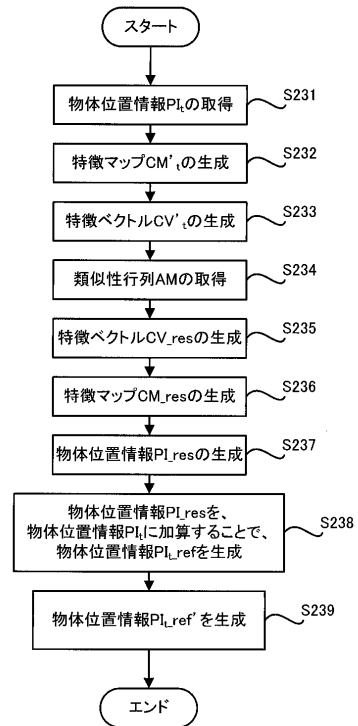 スタート
物体位置情報PItの取得 S231
特徴マップCM'tの生成 S232
特徴ベクトルCV'tの生成 S233
類似性行列AMの取得 S234
特徴ベクトルCV_resの生成 S235
特徴マップCM_resの生成 S236
物体位置情報PI_resの生成 S237
物体位置情報PI_resを、
物体位置情報PItに加算することで、 S238
物体位置情報PIt_refを生成
物体位置情報PIt_ref'を生成 S239
エンド